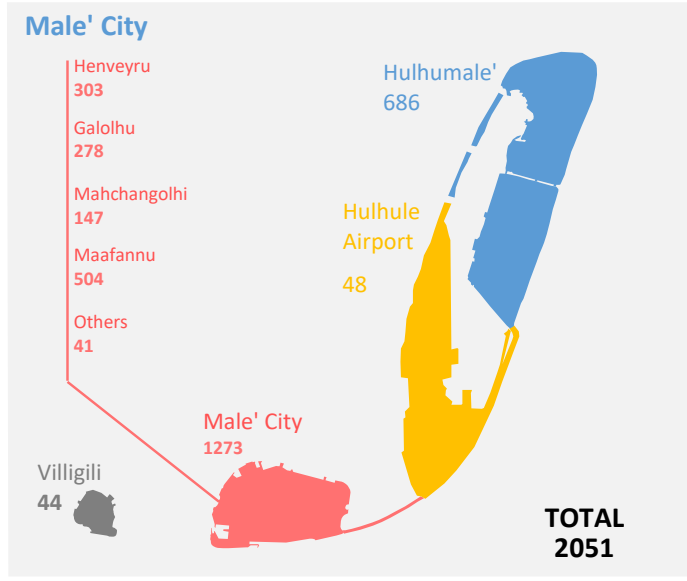 Male' City
Henveyru
303
Galolhu
278
Mahchangolhi
147
Maafannu
504
Others
41
Hulhumale'
686
Hulhule
Airport
48
Male' City
1273
Villigili
44
TOTAL
2051